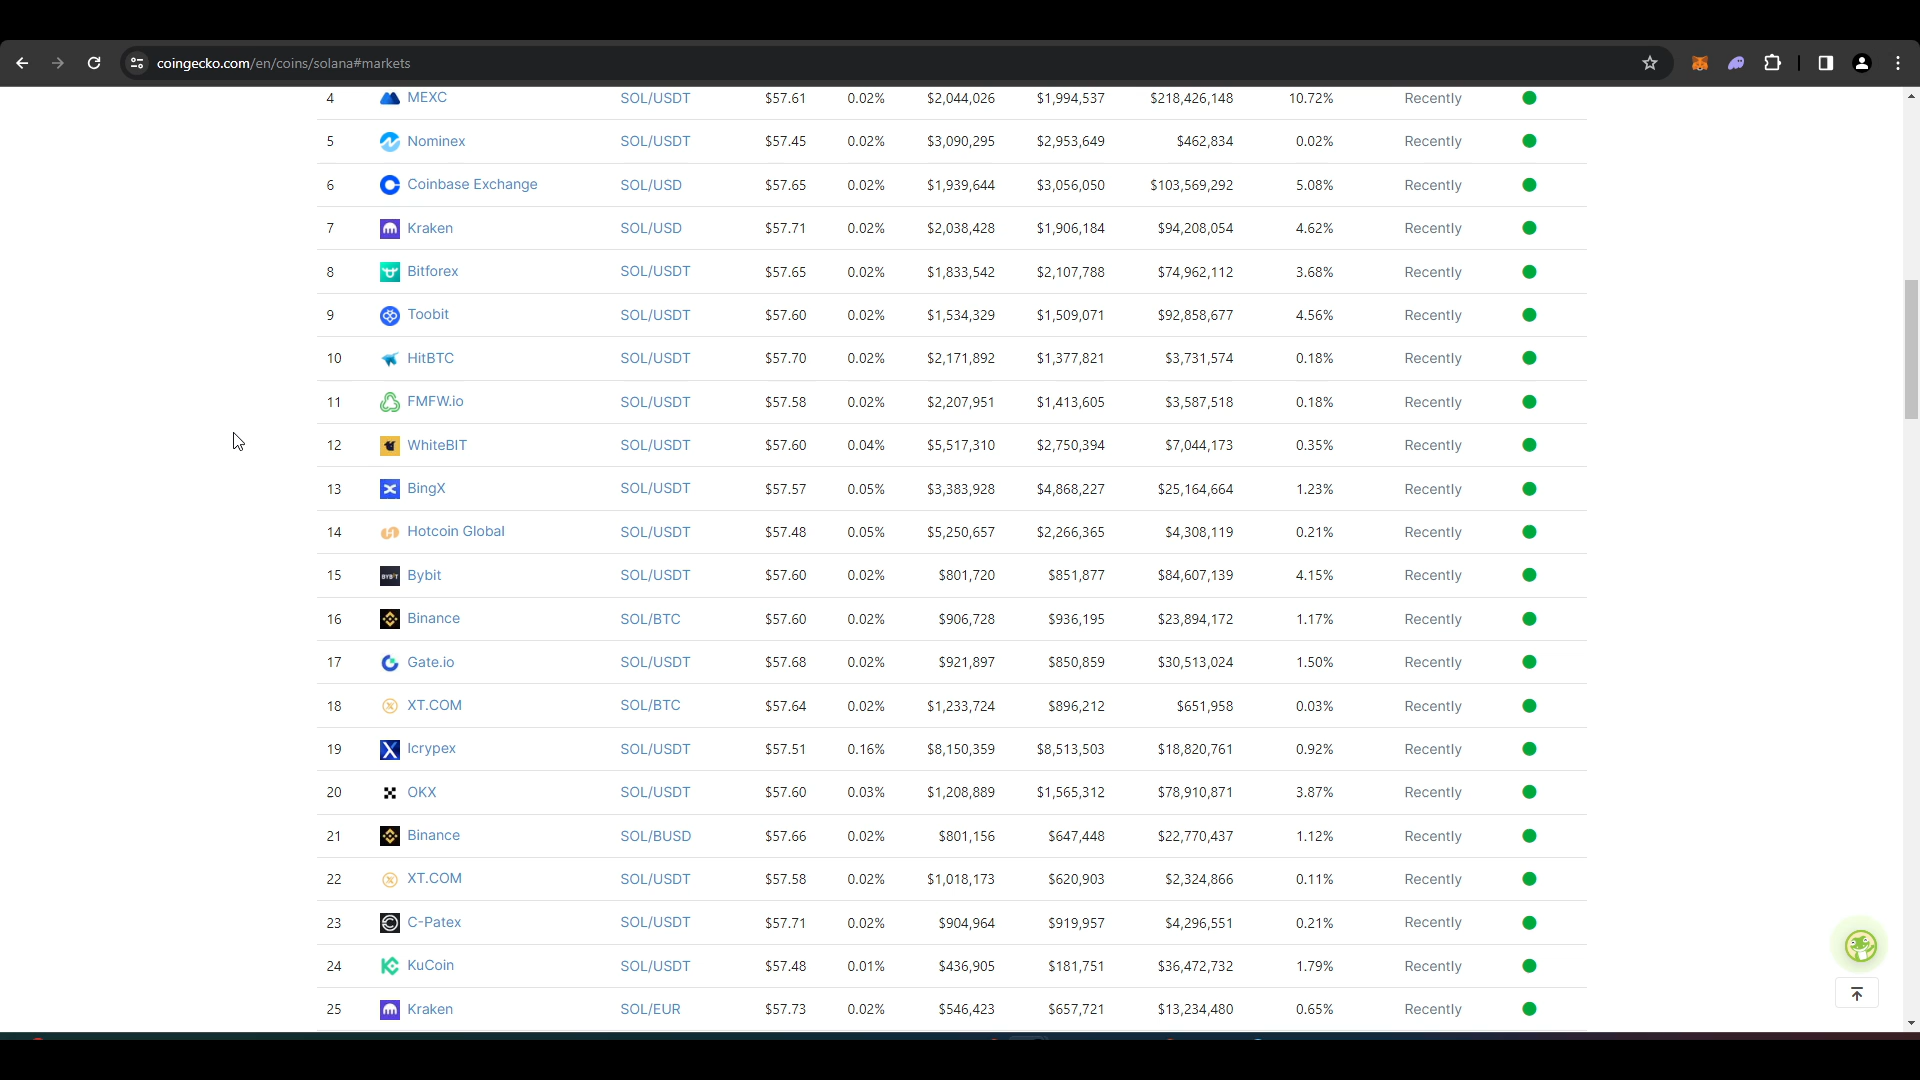 coingecko.com/en/coins/solana#markets
4 MEXC SOL/USDT $57.61 0.02% $2,044,026 $1,994,537 $218,426,148 10.72% Recently
5 Nominex SOL/USDT $57.45 0.02% $3,090,295 $2,953,649 $462,834 0.02% Recently
6 Coinbase Exchange SOL/USD $57.65 0.02% $1,939,644 $3,056,050 $103,569,292 5.08% Recently
7 Kraken SOL/USD $57.71 0.02% $2,038,428 $1,906,184 $94,208,054 4.62% Recently
8 Bitforex SOL/USDT $57.65 0.02% $1,833,542 $2,107,788 $74,962,112 3.68% Recently
9 Toobit SOL/USDT $57.60 0.02% $1,534,329 $1,509,071 $92,858,677 4.56% Recently
10 HitBTC SOL/USDT $57.70 0.02% $2,171,892 $1,377,821 $3,731,574 0.18% Recently
11 FMFW.io SOL/USDT $57.58 0.02% $2,207,951 $1,413,605 $3,587,518 0.18% Recently
12 WhiteBIT SOL/USDT $57.60 0.04% $5,517,310 $2,750,394 $7,044,173 0.35% Recently
13 BingX SOL/USDT $57.57 0.05% $3,383,928 $4,868,227 $25,164,664 1.23% Recently
14 Hotcoin Global SOL/USDT $57.48 0.05% $5,250,657 $2,266,365 $4,308,119 0.21% Recently
15 BYBIT Bybit SOL/USDT $57.60 0.02% $801,720 $851,877 $84,607,139 4.15% Recently
16 Binance SOL/BTC $57.60 0.02% $906,728 $936,195 $23,894,172 1.17% Recently
17 Gate.io SOL/USDT $57.68 0.02% $921,897 $850,859 $30,513,024 1.50% Recently
18 XT.COM SOL/BTC $57.64 0.02% $1,233,724 $896,212 $651,958 0.03% Recently
19 Icrypex SOL/USDT $57.51 0.16% $8,150,359 $8,513,503 $18,820,761 0.92% Recently
20 OKX SOL/USDT $57.60 0.03% $1,208,889 $1,565,312 $78,910,871 3.87% Recently
21 Binance SOL/BUSD $57.66 0.02% $801,156 $647,448 $22,770,437 1.12% Recently
22 XT.COM SOL/USDT $57.58 0.02% $1,018,173 $620,903 $2,324,866 0.11% Recently
23 C-Patex SOL/USDT $57.71 0.02% $904,964 $919,957 $4,296,551 0.21% Recently
24 KuCoin SOL/USDT $57.48 0.01% $436,905 $181,751 $36,472,732 1.79% Recently
25 Kraken SOL/EUR $57.73 0.02% $546,423 $657,721 $13,234,480 0.65% Recently